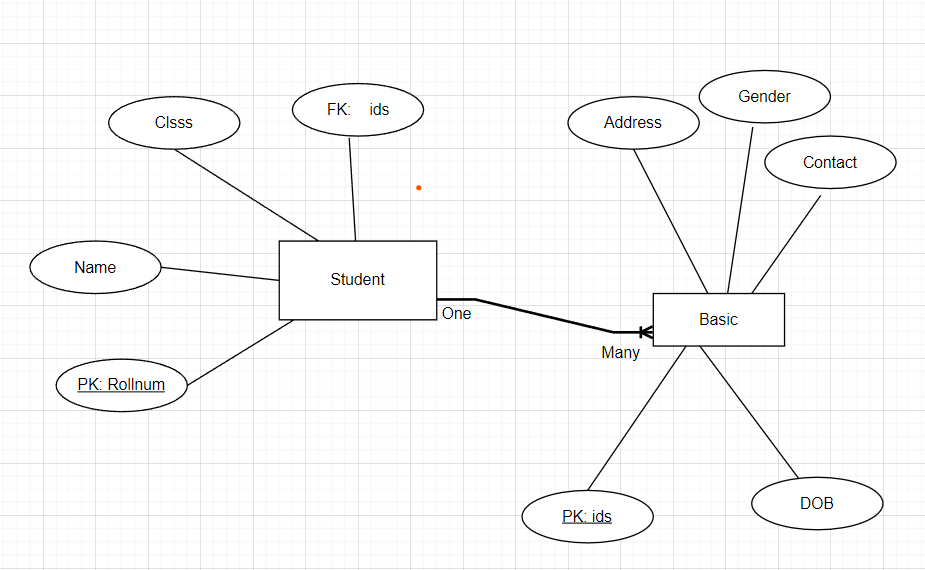 Clsss
FK: ids
Name
Student
PK: Rollnum
One
Many
Address
Gender
Contact
Basic
PK: ids
DOB